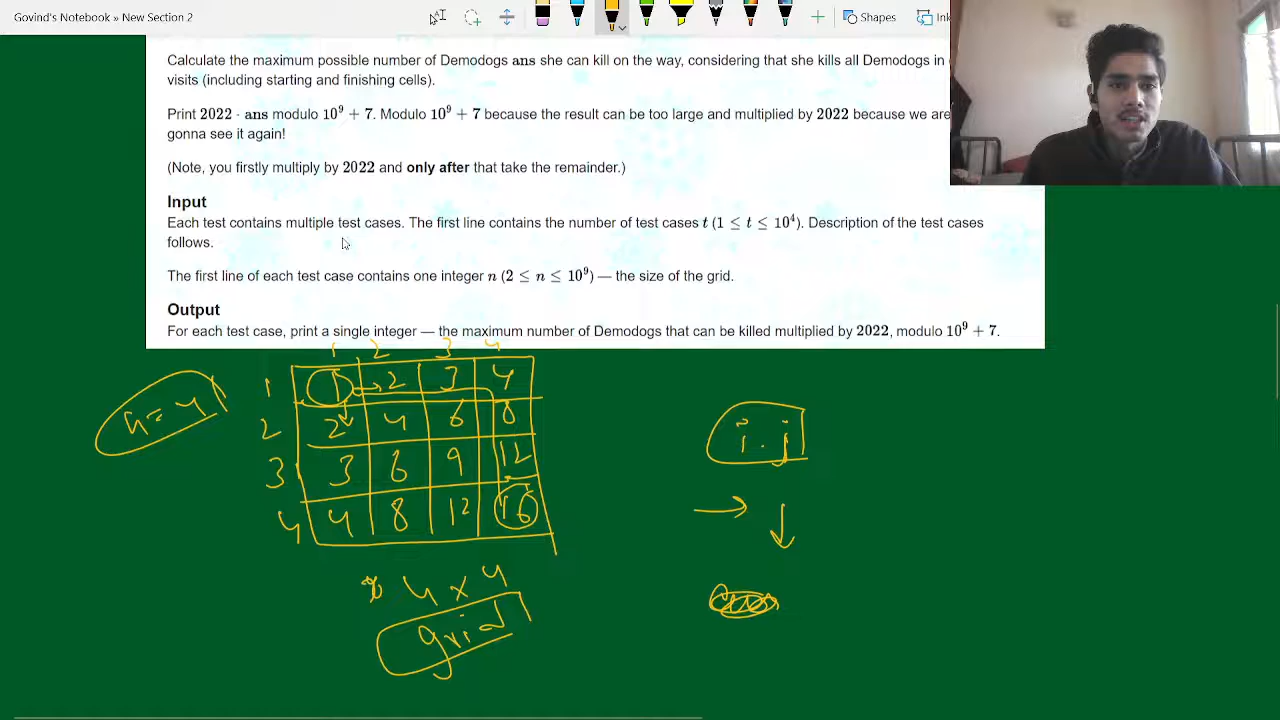 Govind's Notebook » New Section 2
Shapes
Ink
Calculate the maximum possible number of Demodogs ans she can kill on the way, considering that she kills all Demodogs in
visits (including starting and finishing cells).
Print 2022 · ans modulo 10⁹ + 7. Modulo 10⁹ + 7 because the result can be too large and multiplied by 2022 because we are
gonna see it again!
(Note, you firstly multiply by 2022 and only after that take the remainder.)
Input
Each test contains multiple test cases. The first line contains the number of test cases t (1 ≤ t ≤ 10⁴). Description of the test cases
follows.
The first line of each test case contains one integer n (2 ≤ n ≤ 10⁹) — the size of the grid.
Output
For each test case, print a single integer — the maximum number of Demodogs that can be killed multiplied by 2022, modulo 10⁹ + 7.
1 2 3 4
1 1 → 2 3 4
2 2 4 6 8
3 3 6 9 12
4 4 8 12 16
n = 4
i . j
→ ↓
4 × 4
grid